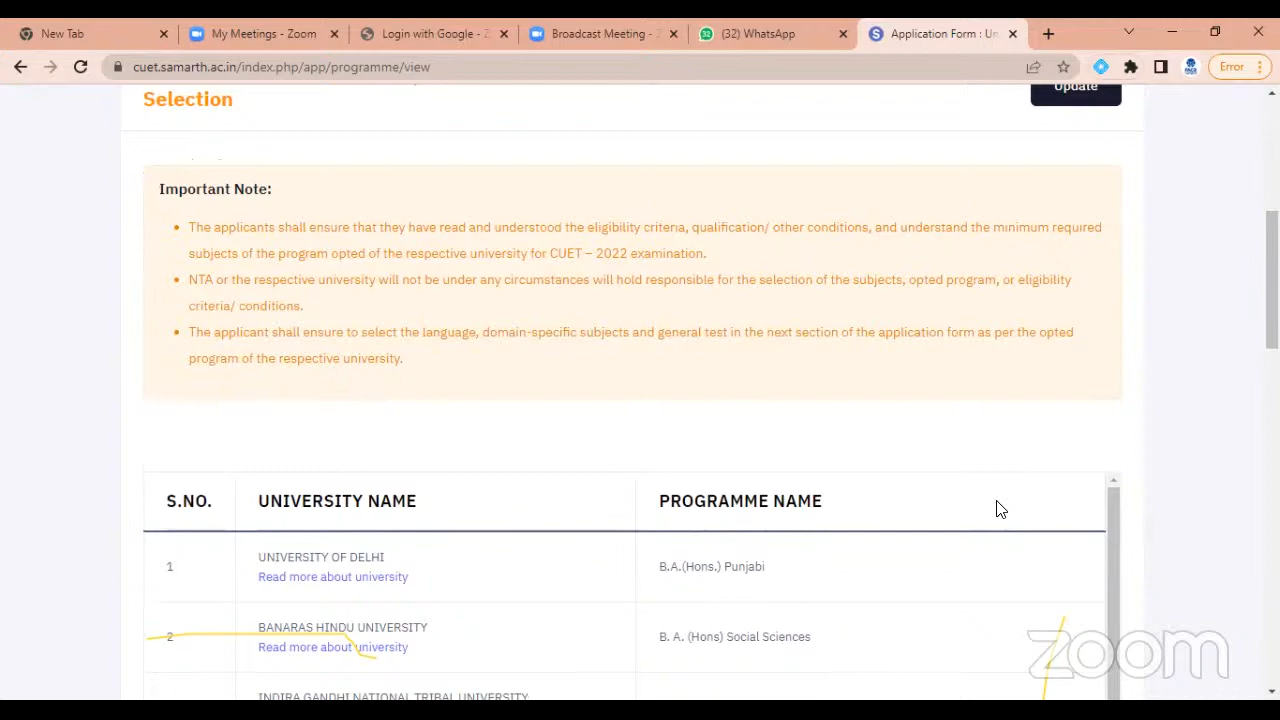 New Tab
My Meetings - Zoom
Login with Google - Z
Broadcast Meeting - Z
(32) WhatsApp
Application Form : Un
cuet.samarth.ac.in/index.php/app/programme/view
Error
Selection
Update
Important Note:
The applicants shall ensure that they have read and understood the eligibility criteria, qualification/ other conditions, and understand the minimum required
subjects of the program opted of the respective university for CUET – 2022 examination.
NTA or the respective university will not be under any circumstances will hold responsible for the selection of the subjects, opted program, or eligibility
criteria/ conditions.
The applicant shall ensure to select the language, domain-specific subjects and general test in the next section of the application form as per the opted
program of the respective university.
S.NO. UNIVERSITY NAME PROGRAMME NAME
UNIVERSITY OF DELHI
1 B.A.(Hons.) Punjabi
Read more about university
BANARAS HINDU UNIVERSITY
2 B. A. (Hons) Social Sciences
Read more about university
zoom
INDIRA GANDHI NATIONAL TRIBAL UNIVERSITY